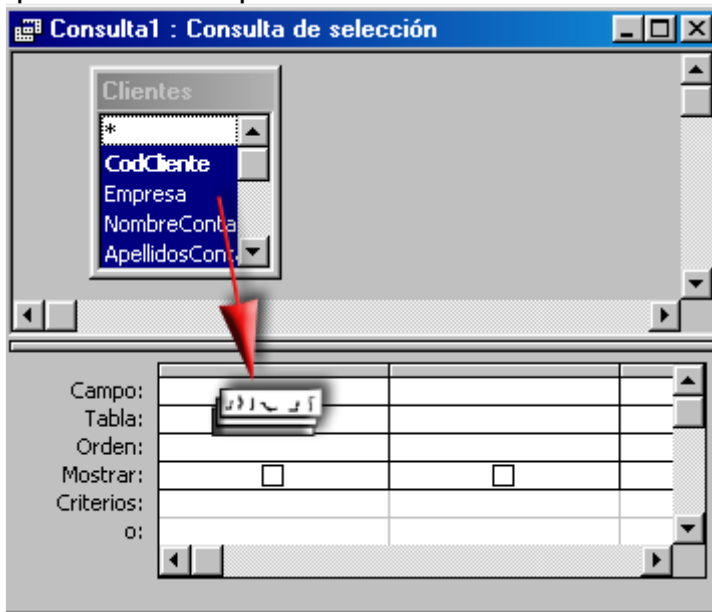 Consulta1 : Consulta de selección
Clientes
*
CodCliente
Empresa
NombreConta
ApellidosCont
Campo:
Tabla:
Orden:
Mostrar:
Criterios:
o: